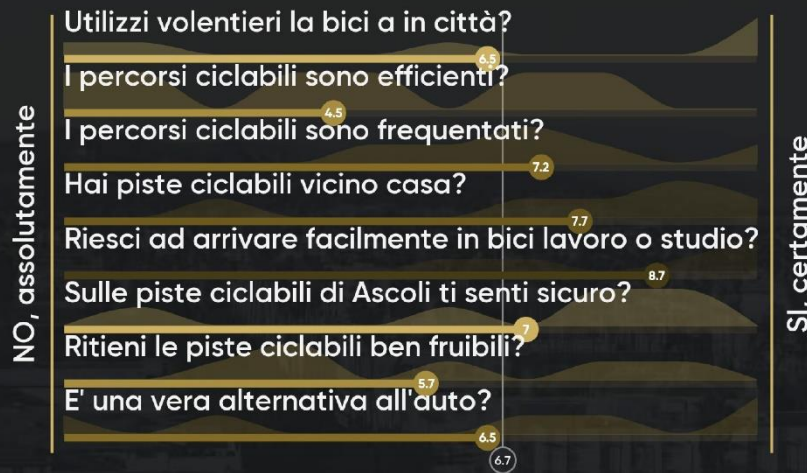 Utilizzi volentieri la bici a in città?
6.5
I percorsi ciclabili sono efficienti?
4.5
I percorsi ciclabili sono frequentati?
7.2
Hai piste ciclabili vicino casa?
7.7
Riesci ad arrivare facilmente in bici lavoro o studio?
8.7
Sulle piste ciclabili di Ascoli ti senti sicuro?
7
Ritieni le piste ciclabili ben fruibili?
5.7
E' una vera alternativa all'auto?
6.5
6.7
NO, assolutamente
SI, certamente